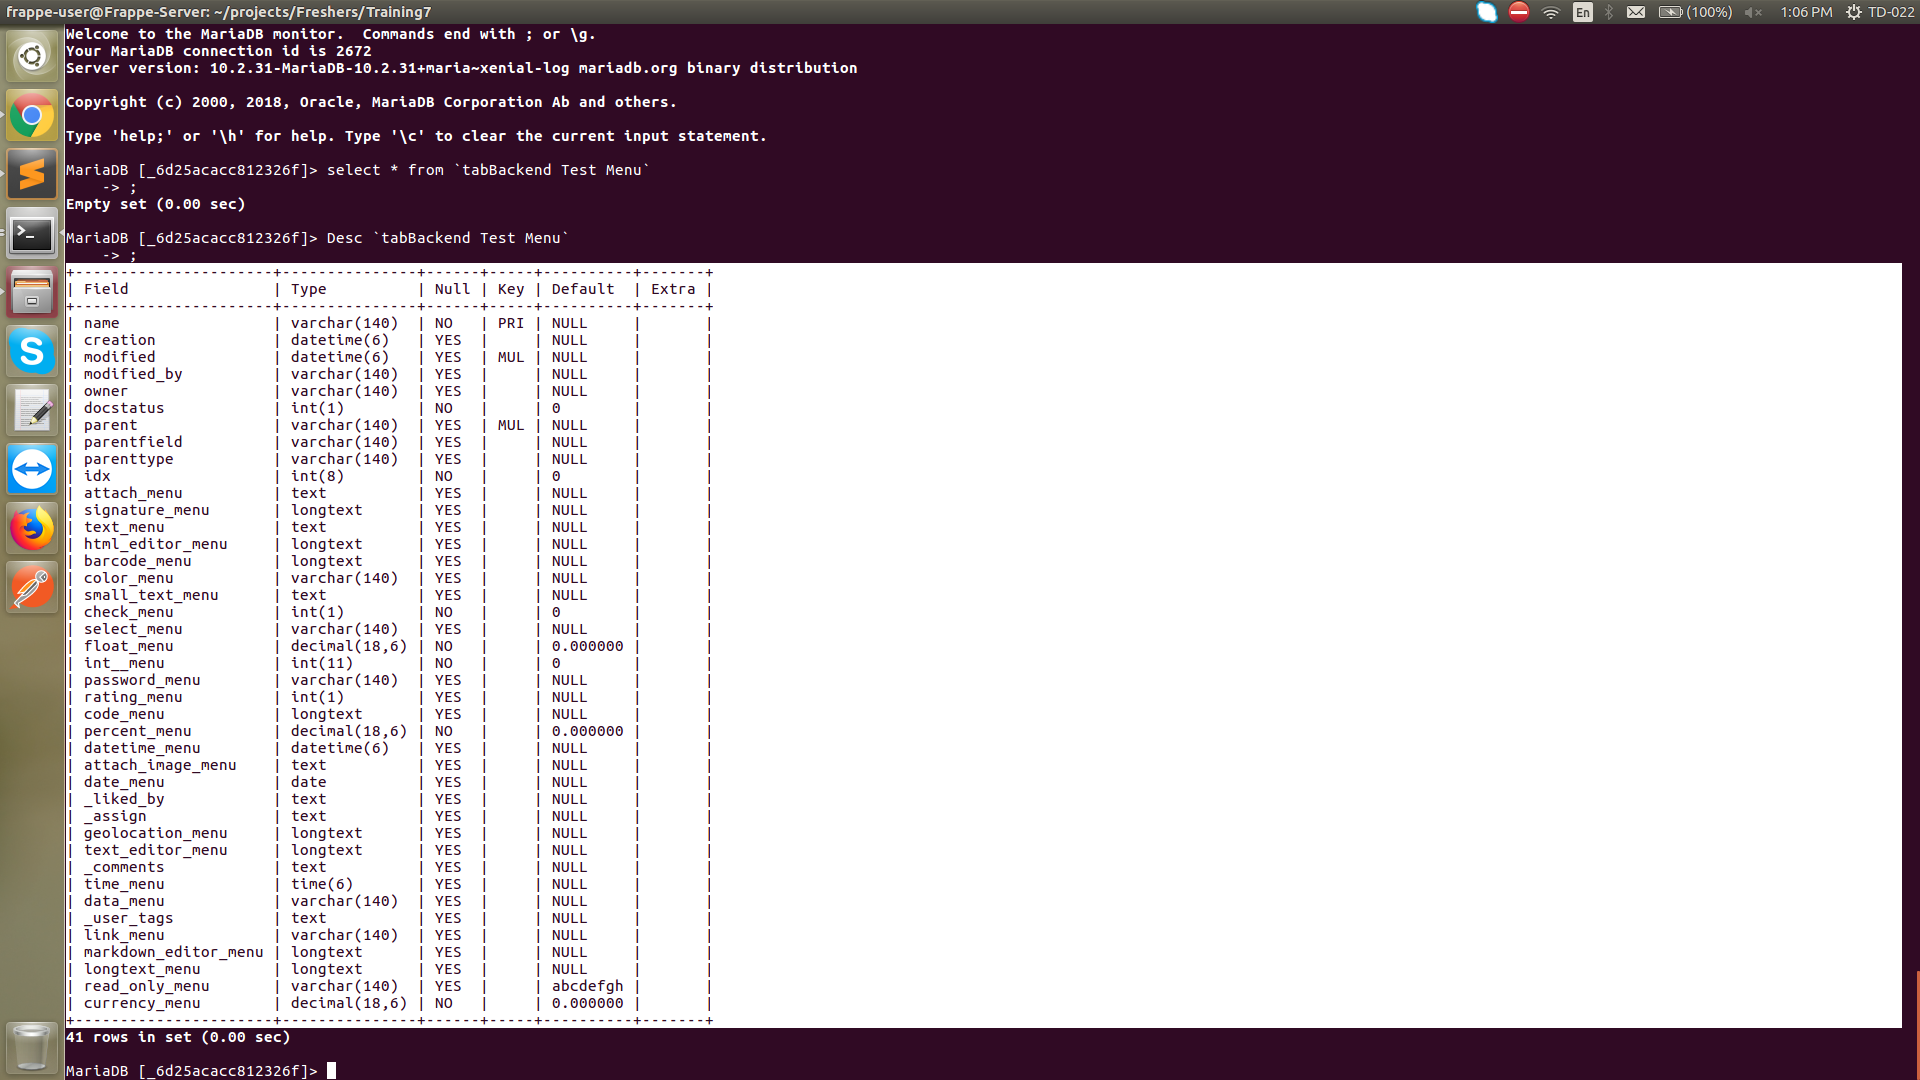 frappe-user@Frappe-Server: ~/projects/Freshers/Training7
En (100%) 1:06 PM TD-022
Welcome to the MariaDB monitor.  Commands end with ; or \g.
Your MariaDB connection id is 2672
Server version: 10.2.31-MariaDB-10.2.31+maria~xenial-log mariadb.org binary distribution
Copyright (c) 2000, 2018, Oracle, MariaDB Corporation Ab and others.
Type 'help;' or '\h' for help. Type '\c' to clear the current input statement.
MariaDB [_6d25acacc812326f]> select * from `tabBackend Test Menu`
    -> ;
Empty set (0.00 sec)
MariaDB [_6d25acacc812326f]> Desc `tabBackend Test Menu`
    -> ;
+----------------------+---------------+------+-----+----------+-------+
| Field                | Type          | Null | Key | Default  | Extra |
+----------------------+---------------+------+-----+----------+-------+
| name                 | varchar(140)  | NO   | PRI | NULL     |       |
| creation             | datetime(6)   | YES  |     | NULL     |       |
| modified             | datetime(6)   | YES  | MUL | NULL     |       |
| modified_by          | varchar(140)  | YES  |     | NULL     |       |
| owner                | varchar(140)  | YES  |     | NULL     |       |
| docstatus            | int(1)        | NO   |     | 0        |       |
| parent               | varchar(140)  | YES  | MUL | NULL     |       |
| parentfield          | varchar(140)  | YES  |     | NULL     |       |
| parenttype           | varchar(140)  | YES  |     | NULL     |       |
| idx                  | int(8)        | NO   |     | 0        |       |
| attach_menu          | text          | YES  |     | NULL     |       |
| signature_menu       | longtext      | YES  |     | NULL     |       |
| text_menu            | text          | YES  |     | NULL     |       |
| html_editor_menu     | longtext      | YES  |     | NULL     |       |
| barcode_menu         | longtext      | YES  |     | NULL     |       |
| color_menu           | varchar(140)  | YES  |     | NULL     |       |
| small_text_menu      | text          | YES  |     | NULL     |       |
| check_menu           | int(1)        | NO   |     | 0        |       |
| select_menu          | varchar(140)  | YES  |     | NULL     |       |
| float_menu           | decimal(18,6) | NO   |     | 0.000000 |       |
| int__menu            | int(11)       | NO   |     | 0        |       |
| password_menu        | varchar(140)  | YES  |     | NULL     |       |
| rating_menu          | int(1)        | YES  |     | NULL     |       |
| code_menu            | longtext      | YES  |     | NULL     |       |
| percent_menu         | decimal(18,6) | NO   |     | 0.000000 |       |
| datetime_menu        | datetime(6)   | YES  |     | NULL     |       |
| attach_image_menu    | text          | YES  |     | NULL     |       |
| date_menu            | date          | YES  |     | NULL     |       |
| _liked_by            | text          | YES  |     | NULL     |       |
| _assign              | text          | YES  |     | NULL     |       |
| geolocation_menu     | longtext      | YES  |     | NULL     |       |
| text_editor_menu     | longtext      | YES  |     | NULL     |       |
| _comments            | text          | YES  |     | NULL     |       |
| time_menu            | time(6)       | YES  |     | NULL     |       |
| data_menu            | varchar(140)  | YES  |     | NULL     |       |
| _user_tags           | text          | YES  |     | NULL     |       |
| link_menu            | varchar(140)  | YES  |     | NULL     |       |
| markdown_editor_menu | longtext      | YES  |     | NULL     |       |
| longtext_menu        | longtext      | YES  |     | NULL     |       |
| read_only_menu       | varchar(140)  | YES  |     | abcdefgh |       |
| currency_menu        | decimal(18,6) | NO   |     | 0.000000 |       |
+----------------------+---------------+------+-----+----------+-------+
41 rows in set (0.00 sec)
MariaDB [_6d25acacc812326f]>